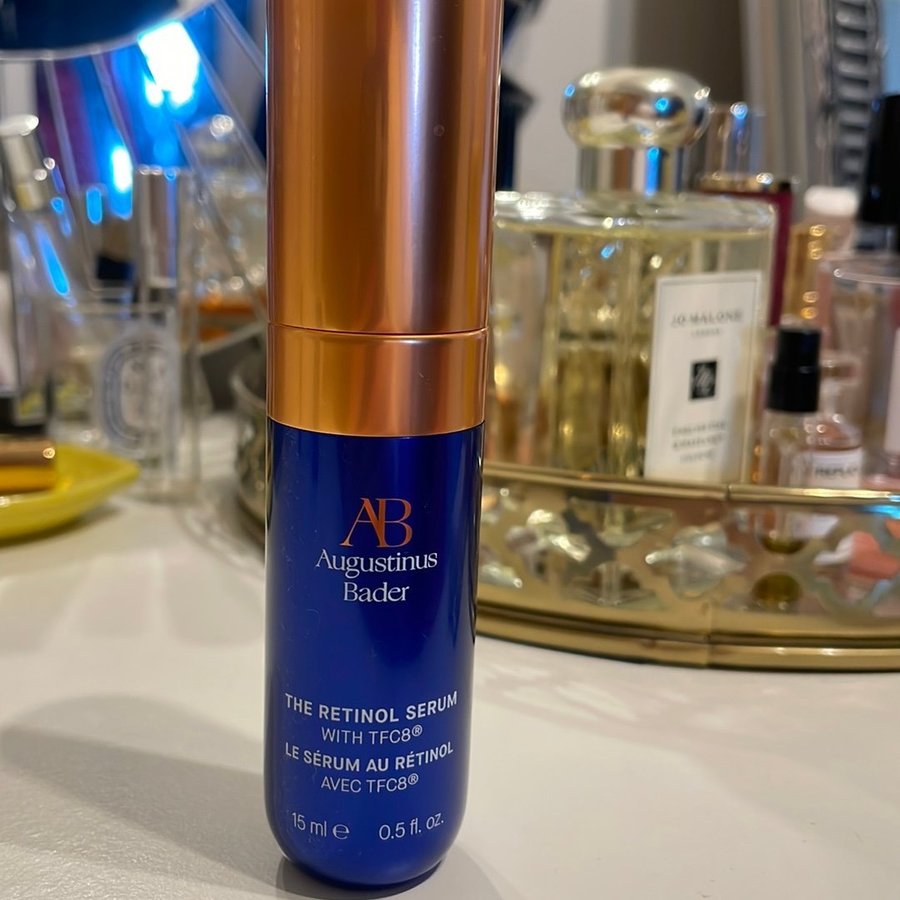 AB
Augustinus
Bader
THE RETINOL SERUM
WITH TFC8®
LE SÉRUM AU RÉTINOL
AVEC TFC8®
15 ml ℮ 0.5 fl. oz.
JO MALONE
LONDON
REPLICA